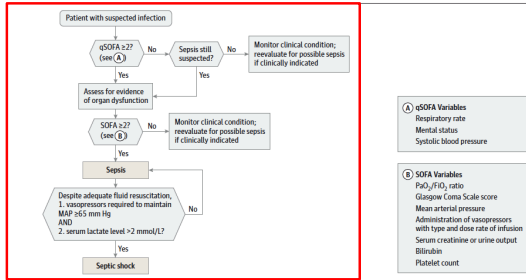 Patient with suspected infection
qSOFA ≥2?
(see Ⓐ)
No
Sepsis still
suspected?
No
Monitor clinical condition;
reevaluate for possible sepsis
if clinically indicated
Yes
Yes
Assess for evidence
of organ dysfunction
SOFA ≥2?
(see Ⓑ)
No
Monitor clinical condition;
reevaluate for possible sepsis
if clinically indicated
Yes
Sepsis
Despite adequate fluid resuscitation,
1. vasopressors required to maintain
MAP ≥65 mm Hg
AND
2. serum lactate level >2 mmol/L?
No
Yes
Septic shock
Ⓐ qSOFA Variables
Respiratory rate
Mental status
Systolic blood pressure
Ⓑ SOFA Variables
PaO₂/FiO₂ ratio
Glasgow Coma Scale score
Mean arterial pressure
Administration of vasopressors
with type and dose rate of infusion
Serum creatinine or urine output
Bilirubin
Platelet count